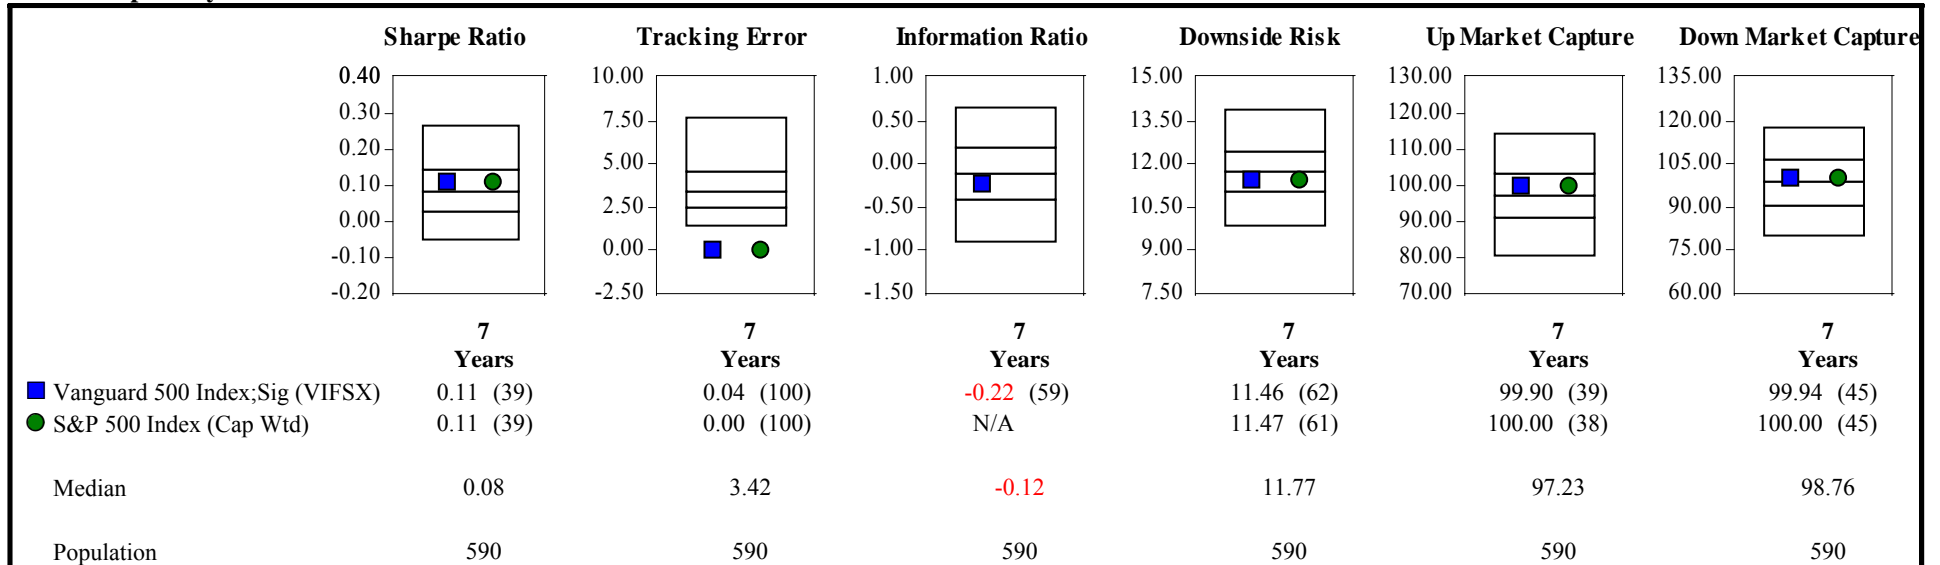 Sharpe Ratio Tracking Error Information Ratio Downside Risk Up Market Capture Down Market Capture
0.40 10.00 1.00 15.00 130.00 135.00
0.30 7.50 0.50 13.50 120.00 120.00
0.20 5.00 0.00 12.00 110.00 105.00
0.10 2.50 -0.50 10.50 100.00 90.00
0.00 0.00 -1.00 9.00 90.00 75.00
-0.10 -2.50 -1.50 7.50 80.00 60.00
-0.20 70.00
7 7 7 7 7 7
Years Years Years Years Years Years
Vanguard 500 Index;Sig (VIFSX) 0.11 (39) 0.04 (100) -0.22 (59) 11.46 (62) 99.90 (39) 99.94 (45)
S&P 500 Index (Cap Wtd) 0.11 (39) 0.00 (100) N/A 11.47 (61) 100.00 (38) 100.00 (45)
Median 0.08 3.42 -0.12 11.77 97.23 98.76
Population 590 590 590 590 590 590